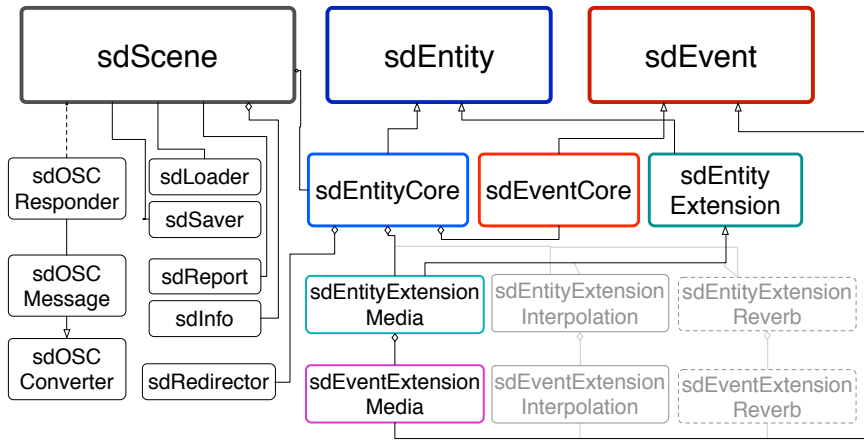 sdScene
sdEntity
sdEvent
sdOSC
Responder
sdLoader
sdSaver
sdEntityCore
sdEventCore
sdEntity
Extension
sdOSC
Message
sdReport
sdInfo
sdEntityExtension
Media
sdEntityExtension
Interpolation
sdEntityExtension
Reverb
sdOSC
Converter
sdRedirector
sdEventExtension
Media
sdEventExtension
Interpolation
sdEventExtension
Reverb